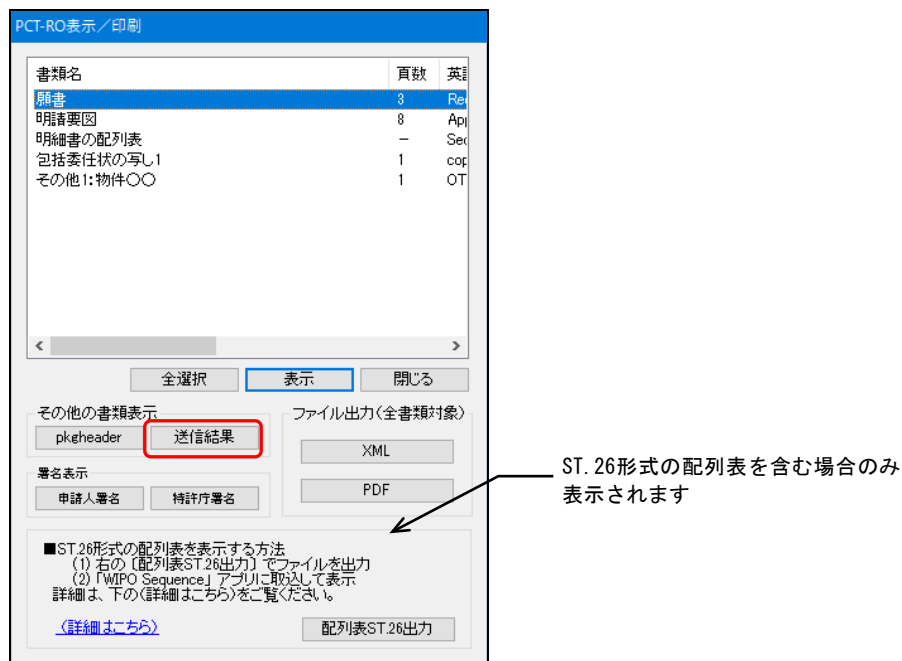 PCT-RO表示／印刷
書類名 頁数 英
願書 3 Re
明請要図 8 App
明細書の配列表 － Sec
包括委任状の写し1 1 cop
その他1:物件〇〇 1 OT
全選択 表示 閉じる
その他の書類表示 ファイル出力(全書類対象)
pkgheader 送信結果 XML
署名表示
申請人署名 特許庁署名 PDF
ST.26形式の配列表を含む場合のみ
表示されます
■ST.26形式の配列表を表示する方法
(1) 右の〔配列表ST.26出力〕でファイルを出力
(2)「WIPO Sequence」アプリに取込して表示
詳細は、下の(詳細はこちら)をご覧ください。
(詳細はこちら) 配列表ST.26出力